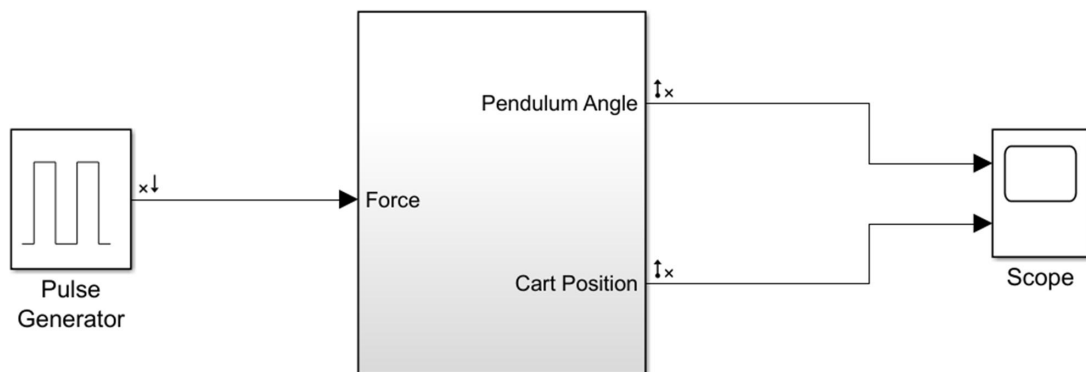 Pendulum Angle
Force
Cart Position
Pulse
Generator
Scope